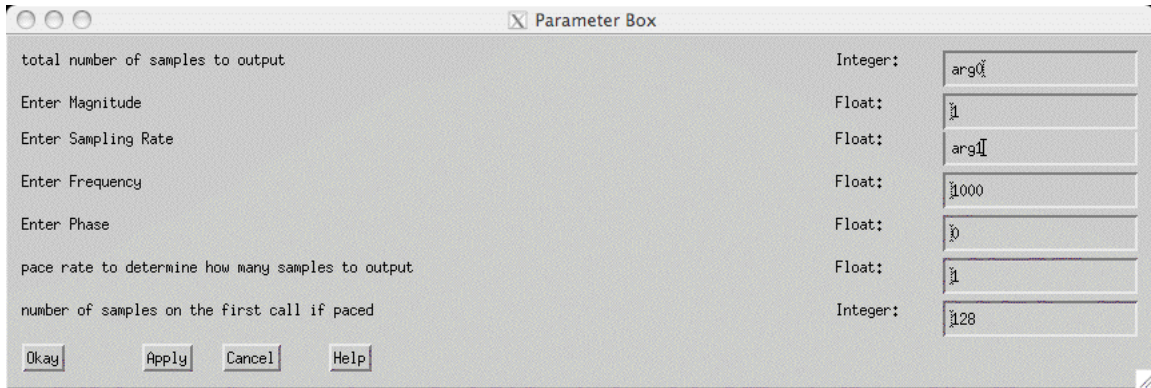 X Parameter Box
total number of samples to output Integer: arg0
Enter Magnitude Float: 1
Enter Sampling Rate Float: arg1
Enter Frequency Float: 1000
Enter Phase Float: 0
pace rate to determine how many samples to output Float: 1
number of samples on the first call if paced Integer: 128
Okay Apply Cancel Help